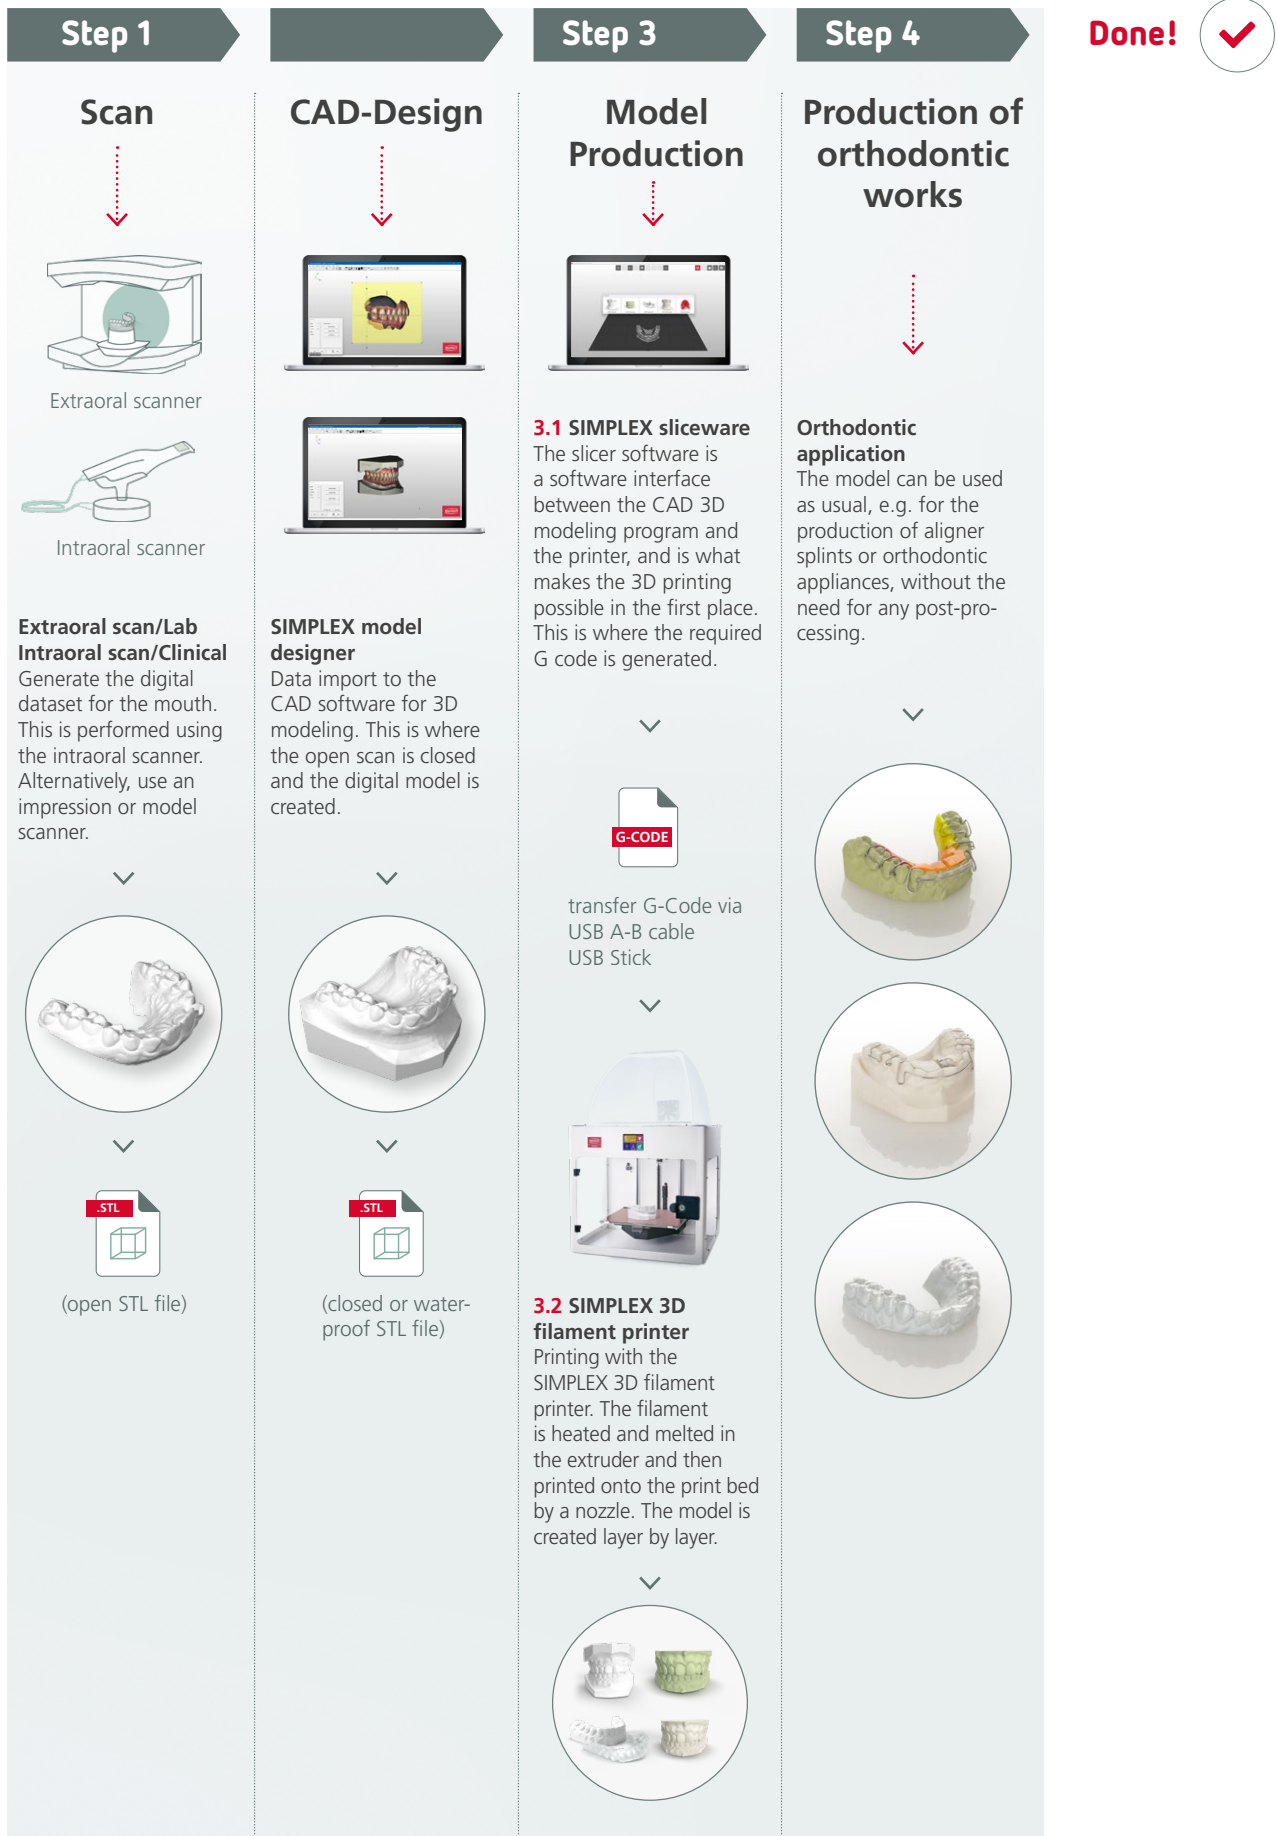 Step 1
Step 3
Step 4
Done!
Scan
Extraoral scanner
Intraoral scanner
Extraoral scan/Lab
Intraoral scan/Clinical
Generate the digital
dataset for the mouth.
This is performed using
the intraoral scanner.
Alternatively, use an
impression or model
scanner.
.STL
(open STL file)
CAD-Design
SIMPLEX model
designer
Data import to the
CAD software for 3D
modeling. This is where
the open scan is closed
and the digital model is
created.
.STL
(closed or water-
proof STL file)
Model
Production
3.1 SIMPLEX sliceware
The slicer software is
a software interface
between the CAD 3D
modeling program and
the printer, and is what
makes the 3D printing
possible in the first place.
This is where the required
G code is generated.
G-CODE
transfer G-Code via
USB A-B cable
USB Stick
3.2 SIMPLEX 3D
filament printer
Printing with the
SIMPLEX 3D filament
printer. The filament
is heated and melted in
the extruder and then
printed onto the print bed
by a nozzle. The model is
created layer by layer.
Production of
orthodontic
works
Orthodontic
application
The model can be used
as usual, e.g. for the
production of aligner
splints or orthodontic
appliances, without the
need for any post-pro-
cessing.